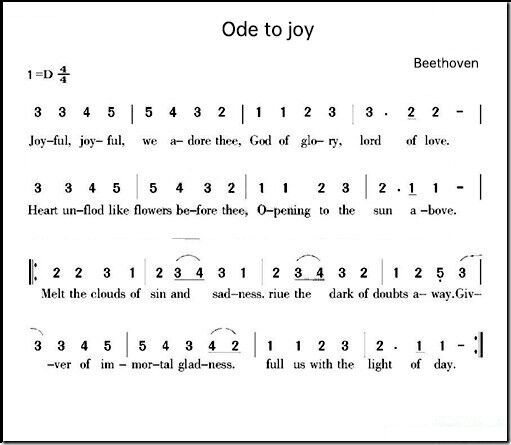 Ode to joy
Beethoven
1=D 4/4
3 3 4 5 | 5 4 3 2 | 1 1 2 3 | 3 . 2 2 – |
Joy–ful, joy– ful, we a– dore thee, God of glo– ry, lord of love.
3 3 4 5 | 5 4 3 2 | 1 1 2 3 | 2 . 1 1 – |
Heart un–flod like flowers be–fore thee, O–pening to the sun a –bove.
‖: 2 2 3 1 | 2 3 4 3 1 | 2 3 4 3 2 | 1 2 5 3 |
Melt the clouds of sin and sad–ness. riue the dark of doubts a– way.Giv–
3 3 4 5 | 5 4 3 4 2 | 1 1 2 3 | 2 . 1 1 – :‖
–ver of im – mor–tal glad–ness. full us with the light of day.